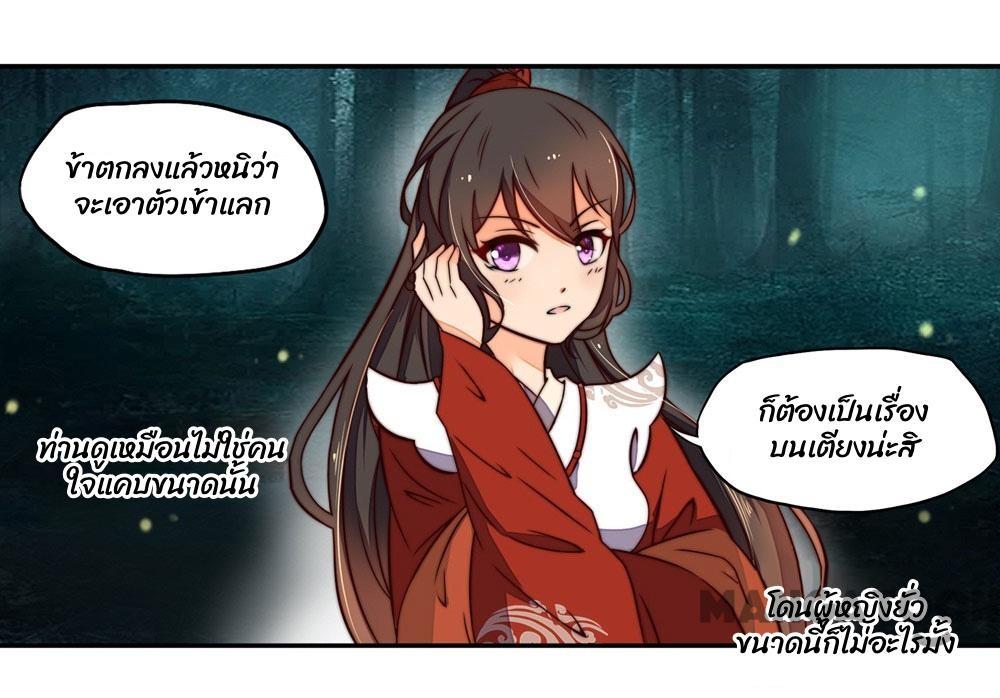 ข้าตกลงแล้วหนิว่า
จะเอาตัวเข้าแลก
ท่านดูเหมือนไม่ใช่คน
ใจแคบขนาดนั้น
ก็ต้องเป็นเรื่อง
บนเตียงน่ะสิ
โดนผู้หญิงยั่ว
ขนาดนี้ก็ไม่อะไรมั้ง